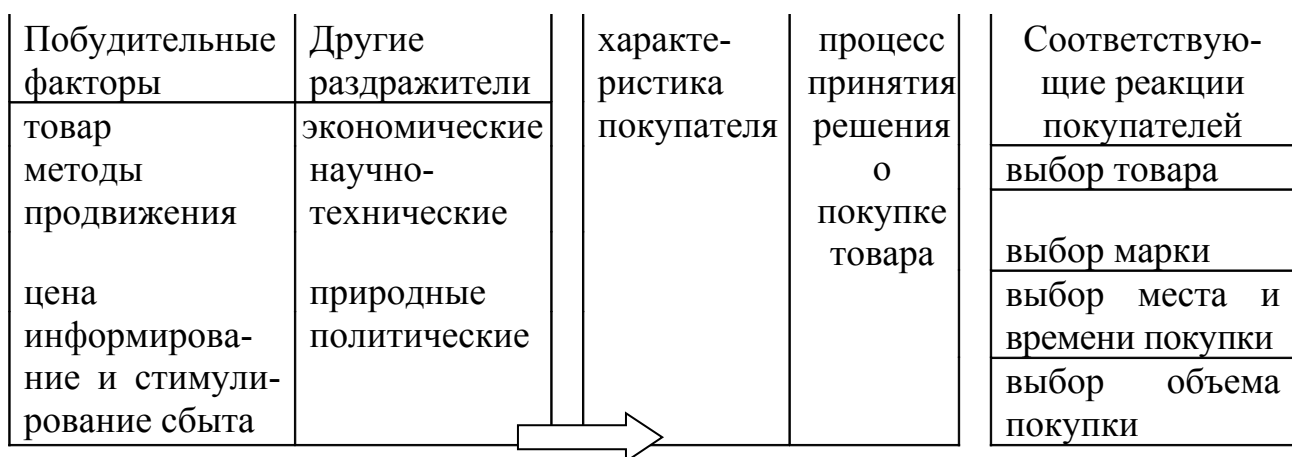 Побудительные
факторы
товар
методы
продвижения
цена
информирова-
ние и стимули-
рование сбыта
Другие
раздражители
экономические
научно-
технические
природные
политические
характе-
ристика
покупателя
процесс
принятия
решения
о
покупке
товара
Соответствую-
щие реакции
покупателей
выбор товара
выбор марки
выбор места и
времени покупки
выбор объема
покупки